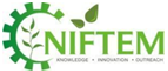 NIFTEM
KNOWLEDGE • INNOVATION • OUTREACH